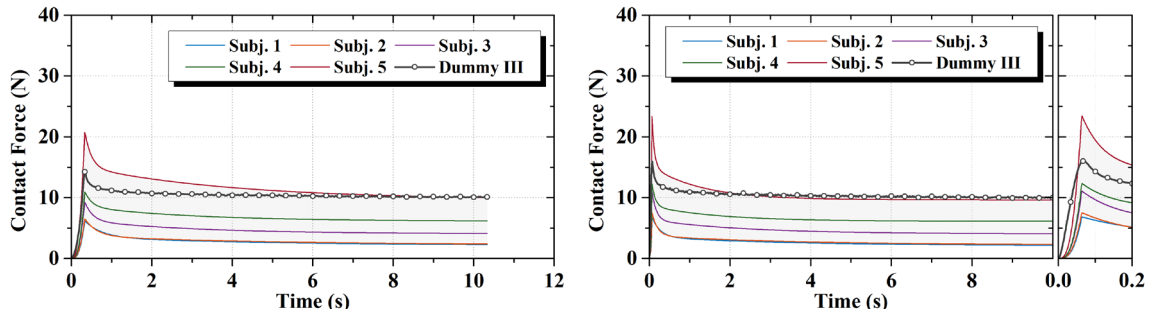 Contact Force (N)
40
30
20
10
0
Subj. 1 Subj. 2 Subj. 3
Subj. 4 Subj. 5 Dummy III
0 2 4 6 8 10 12
Time (s)
Contact Force (N)
40
30
20
10
0
Subj. 1 Subj. 2 Subj. 3
Subj. 4 Subj. 5 Dummy III
0 2 4 6 8
0.0 0.2
Time (s)
Time (s)